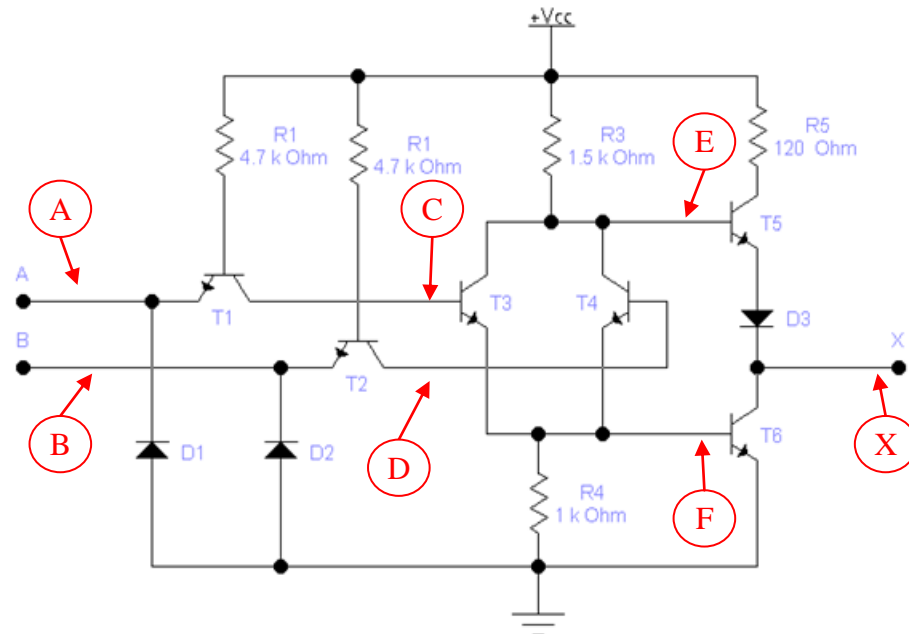 +Vcc
R1
4.7 k Ohm
R1
4.7 k Ohm
R3
1.5 k Ohm
R5
120 Ohm
E
A
C
T5
A
T1
T3
T4
D3
B
T2
X
B
D1
D2
D
T6
X
R4
1 k Ohm
F